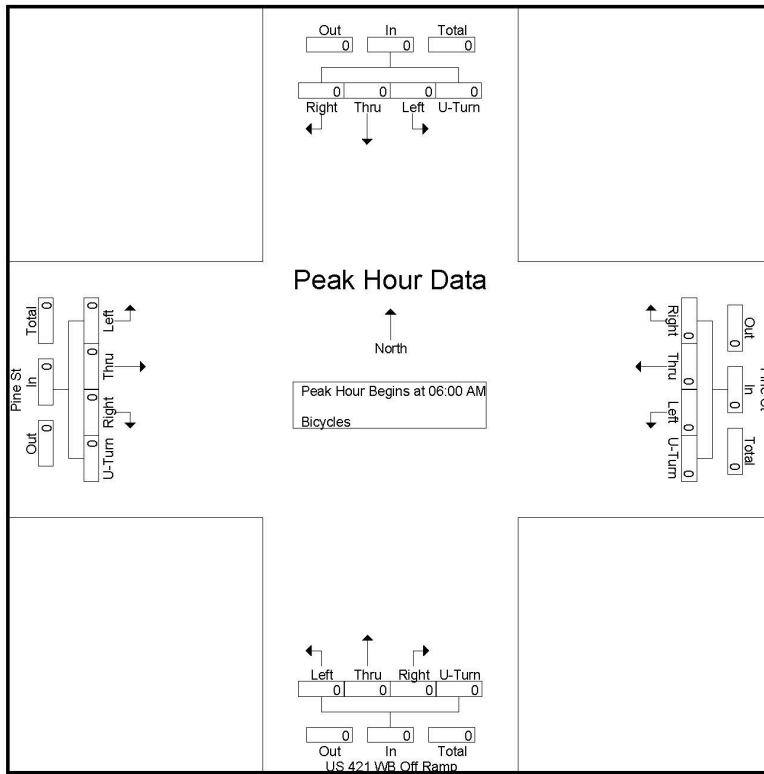 Out In Total
0 0 0
0 0 0 0
Right Thru Left U-Turn
Peak Hour Data
North
Peak Hour Begins at 06:00 AM
Bicycles
Pine St
Total In Out
0 0 0
0 0 0 0
Left Thru Right U-Turn
Right Thru Left U-Turn
0 0 0 0
0 0 0
Out In Total
Pine St
Left Thru Right U-Turn
0 0 0 0
0 0 0
Out In Total
US 421 WB Off Ramp